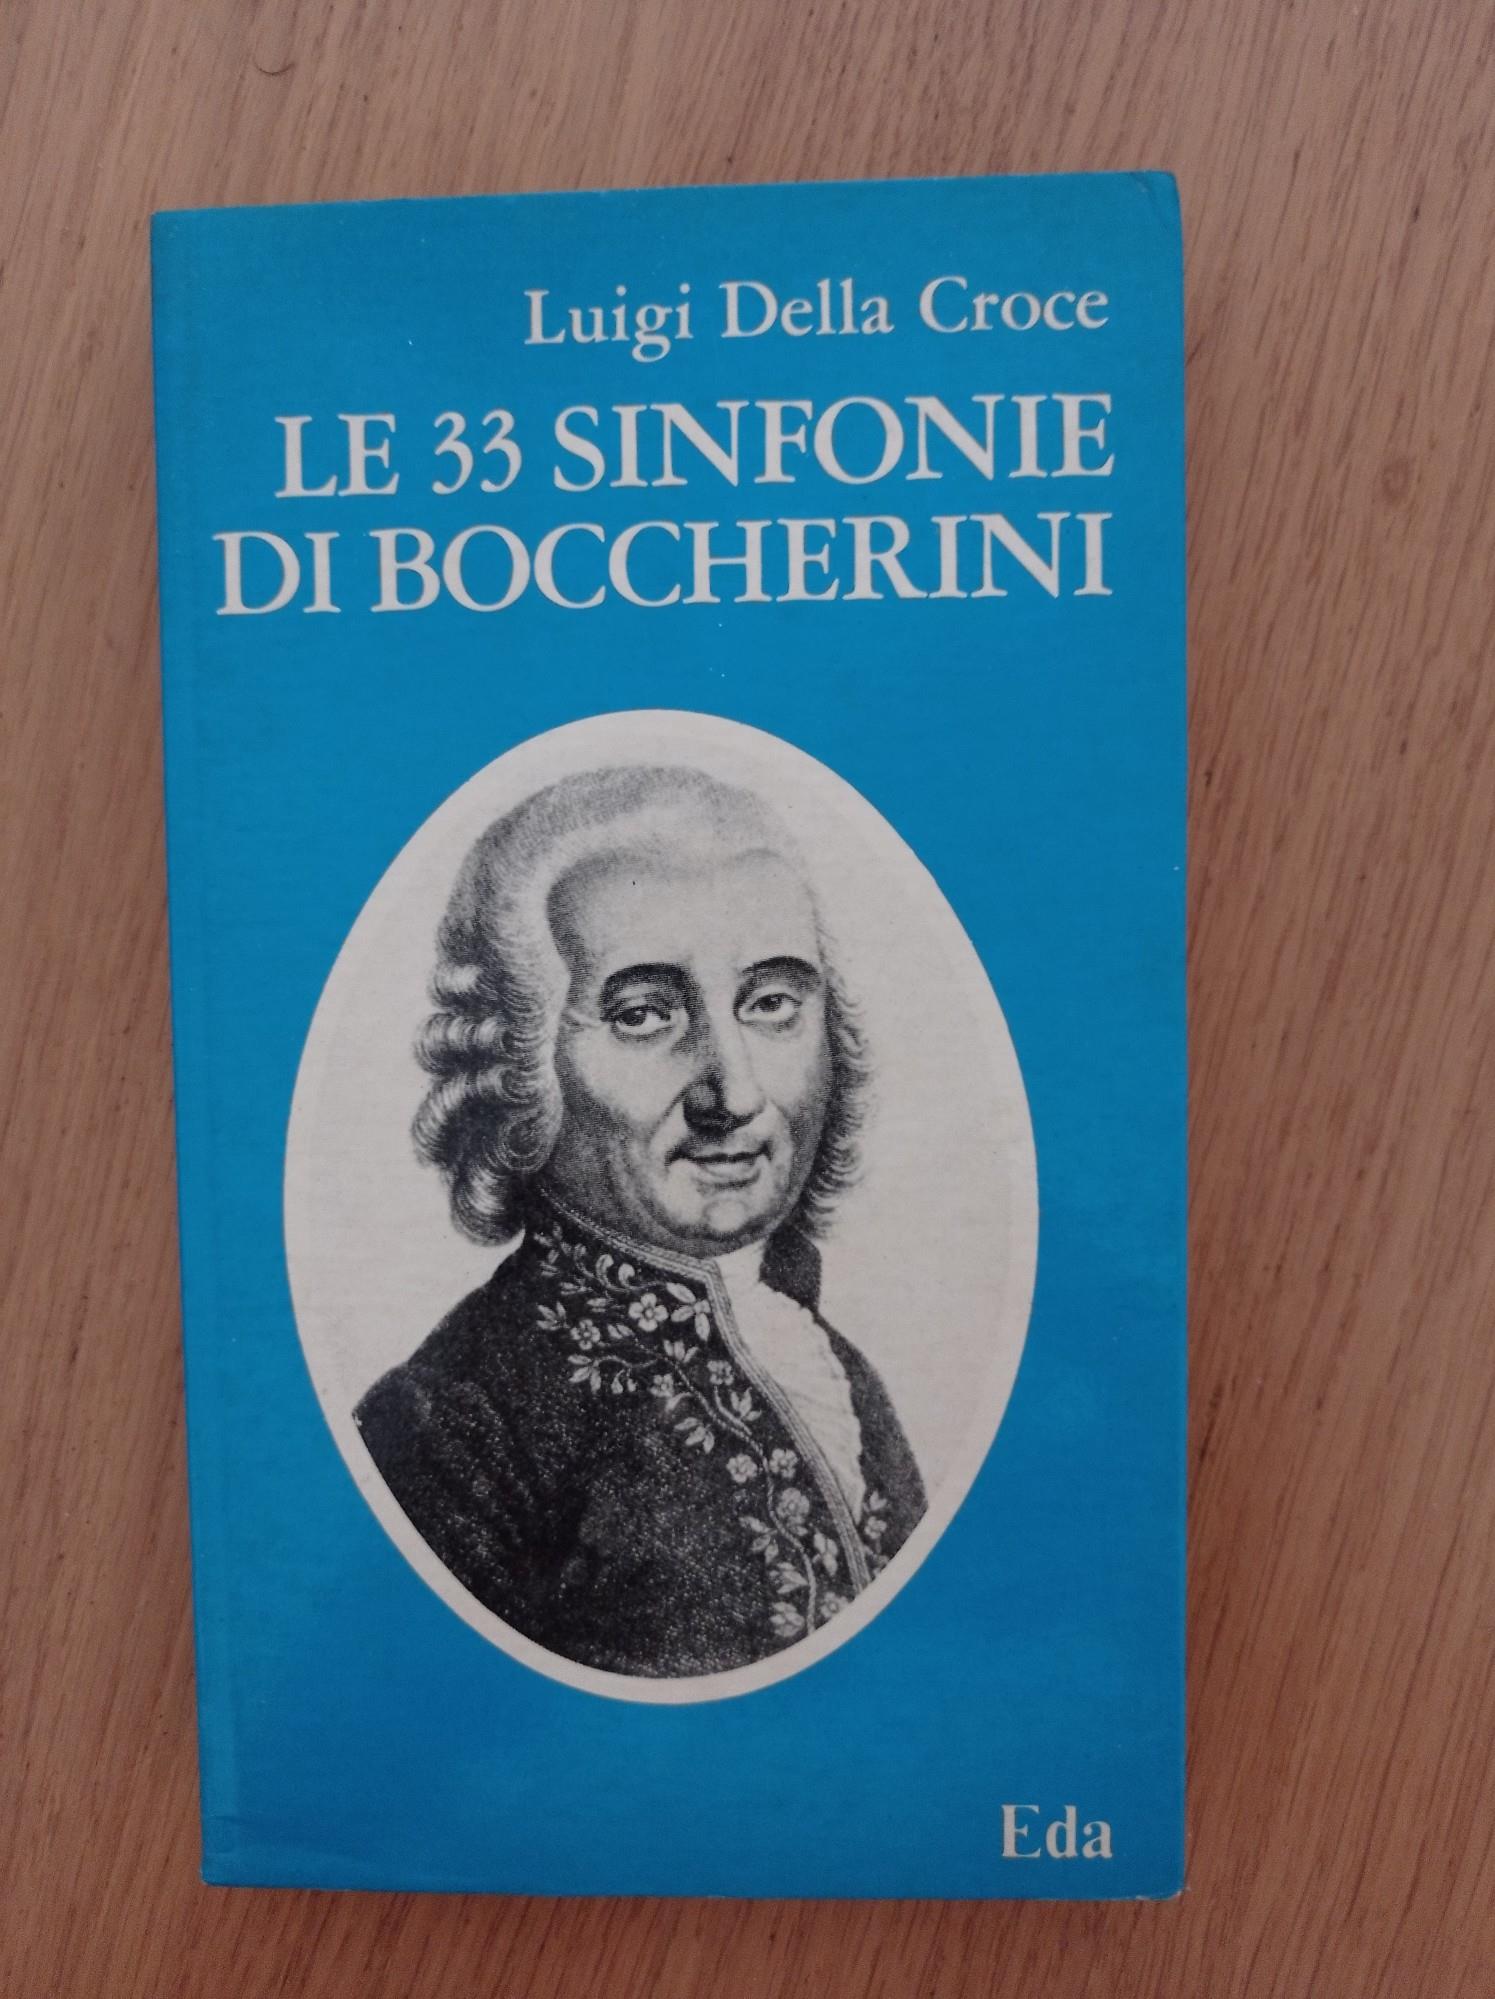 Luigi Della Croce
LE 33 SINFONIE
DI BOCCHERINI
Eda